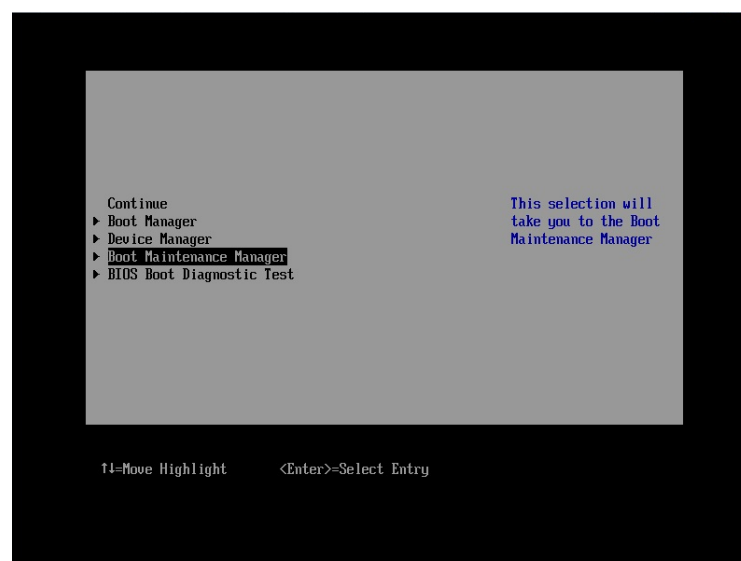 Continue
Boot Manager
Device Manager
Boot Maintenance Manager
BIOS Boot Diagnostic Test
This selection will
take you to the Boot
Maintenance Manager
↑↓=Move Highlight <Enter>=Select Entry